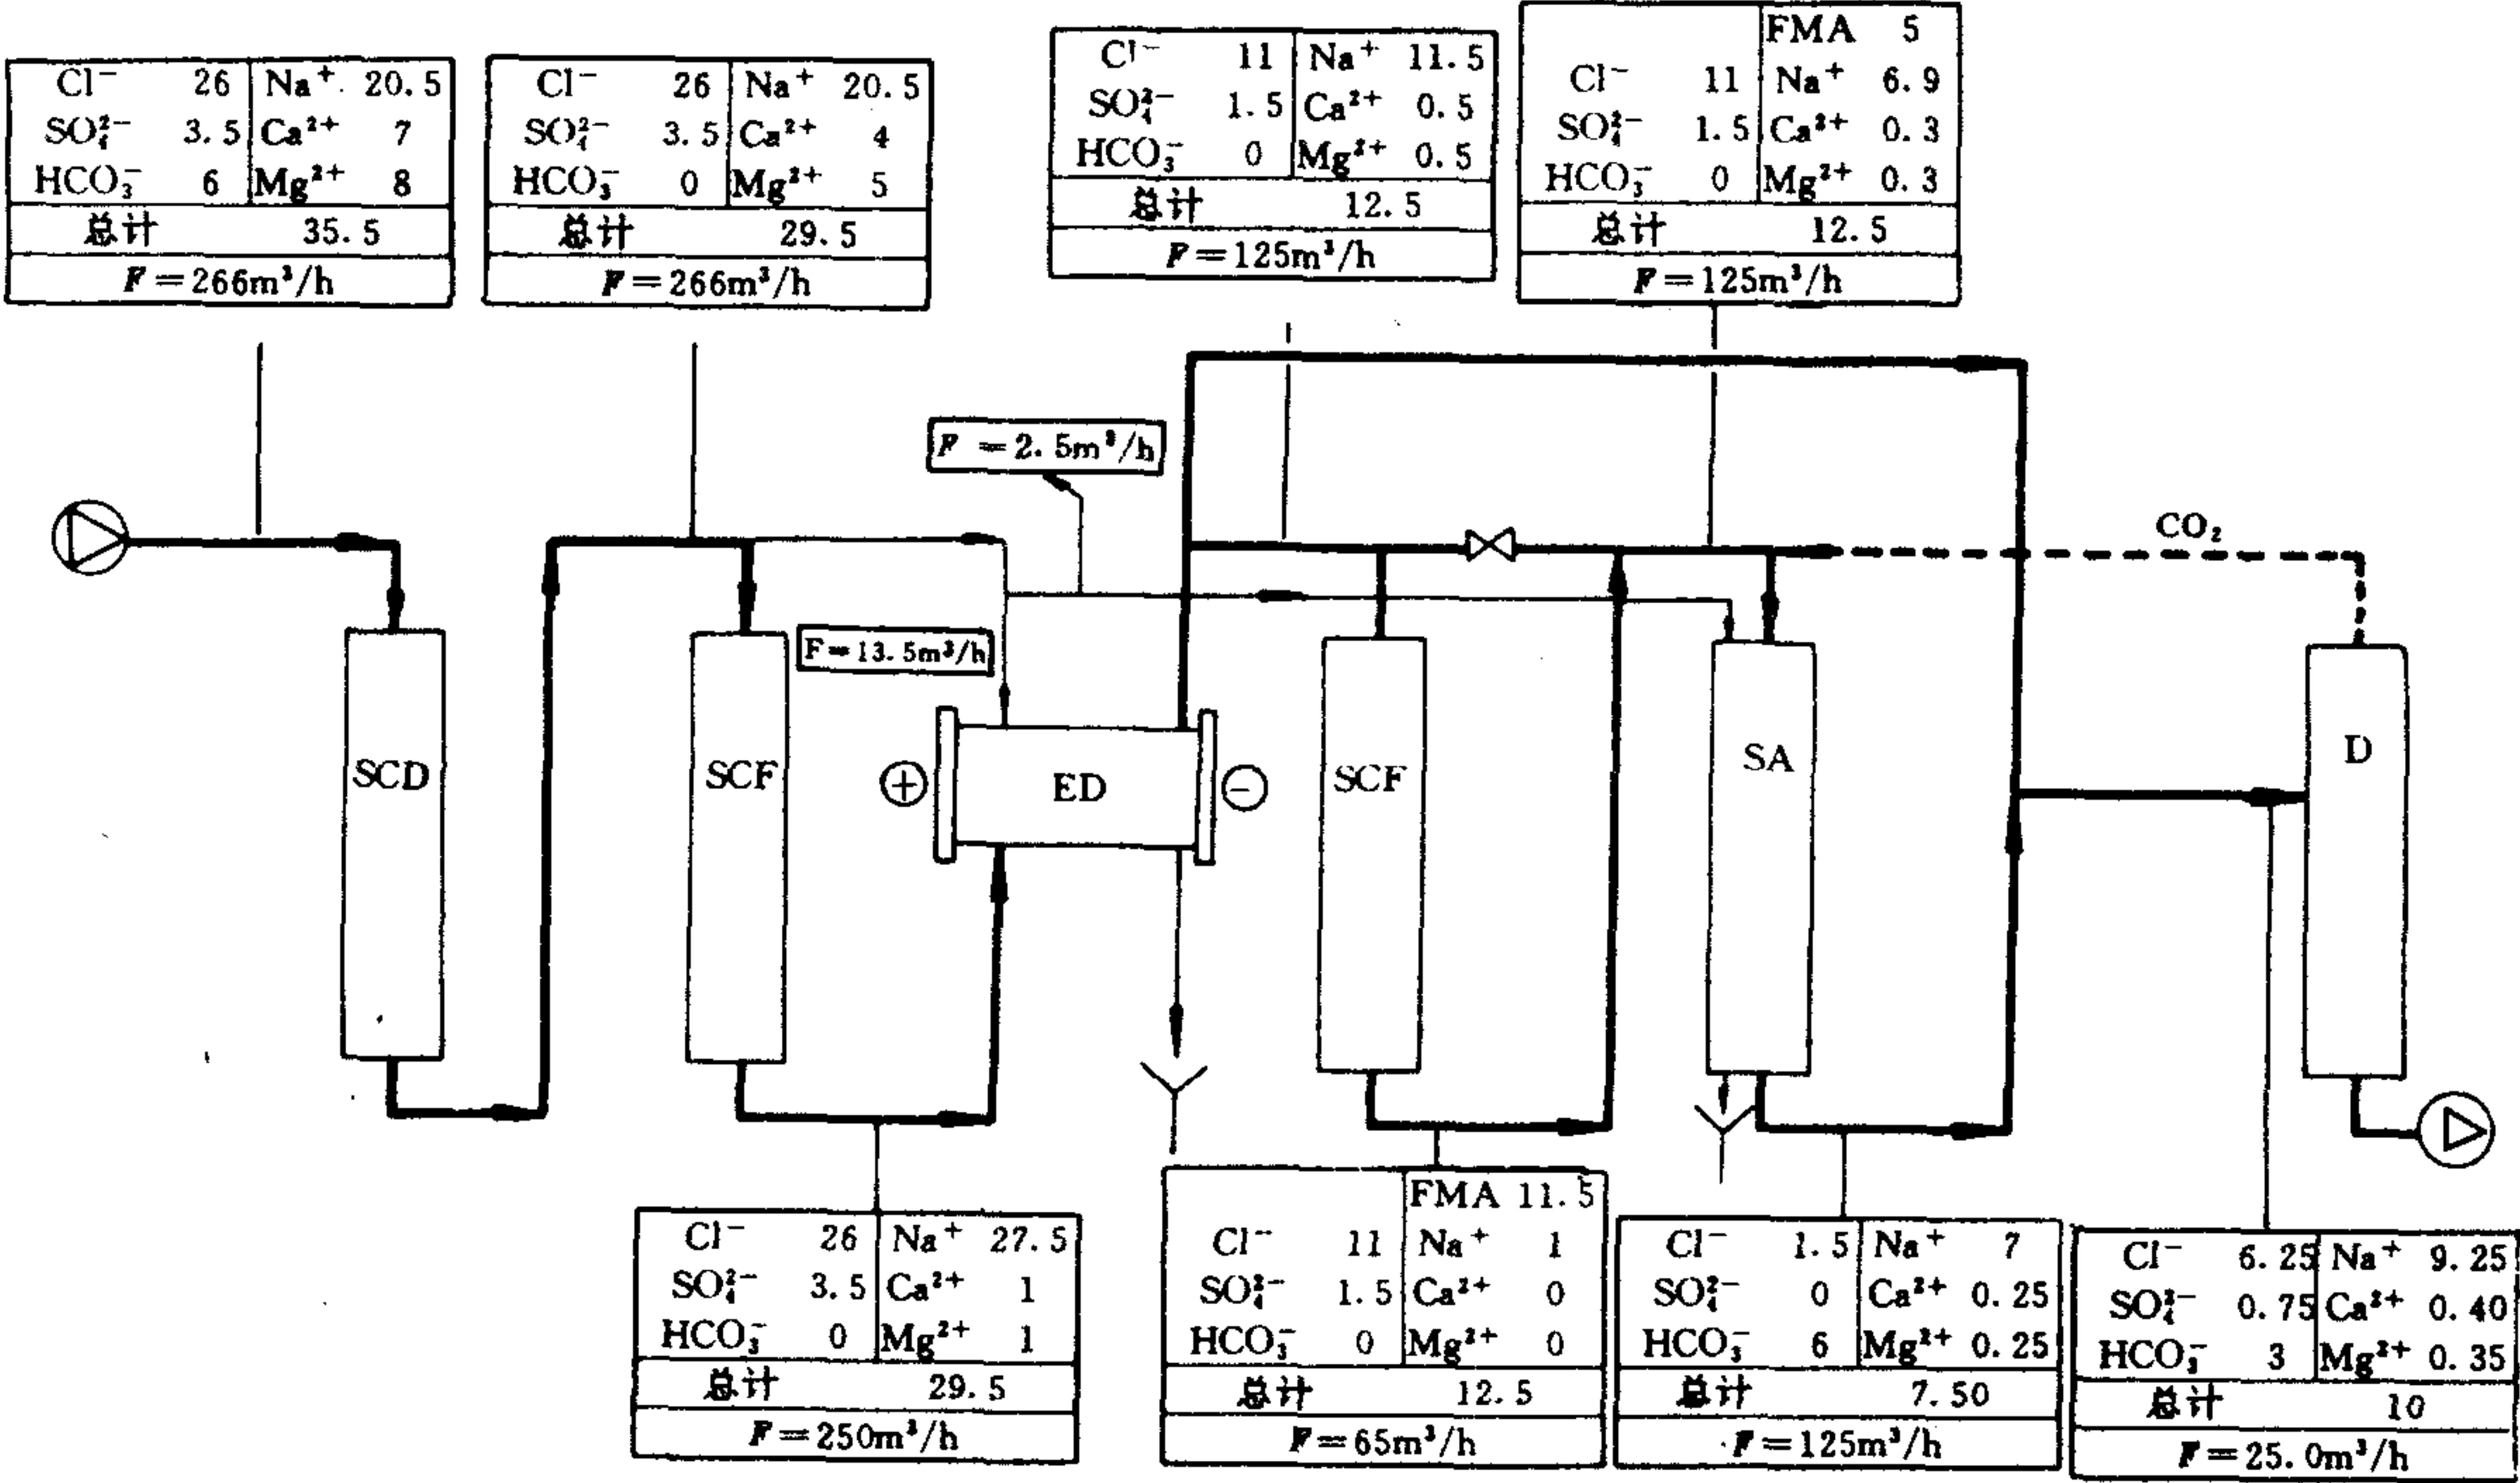 Cl⁻ 26 Na⁺ 20.5
SO₄²⁻ 3.5 Ca²⁺ 7
HCO₃⁻ 6 Mg²⁺ 8
总计 35.5
F=266m³/h
Cl⁻ 26 Na⁺ 20.5
SO₄²⁻ 3.5 Ca²⁺ 4
HCO₃⁻ 0 Mg²⁺ 5
总计 29.5
F=266m³/h
Cl⁻ 11 Na⁺ 11.5
SO₄²⁻ 1.5 Ca²⁺ 0.5
HCO₃⁻ 0 Mg²⁺ 0.5
总计 12.5
F=125m³/h
FMA 5
Cl⁻ 11 Na⁺ 6.9
SO₄²⁻ 1.5 Ca²⁺ 0.3
HCO₃⁻ 0 Mg²⁺ 0.3
总计 12.5
F=125m³/h
F =2.5m³/h
CO₂
F=13.5m³/h
SCD
SCF
+
ED
−
SCF
SA
D
Cl⁻ 26 Na⁺ 27.5
SO₄²⁻ 3.5 Ca²⁺ 1
HCO₃⁻ 0 Mg²⁺ 1
总计 29.5
F=250m³/h
FMA 11.5
Cl⁻ 11 Na⁺ 1
SO₄²⁻ 1.5 Ca²⁺ 0
HCO₃⁻ 0 Mg²⁺ 0
总计 12.5
F=65m³/h
Cl⁻ 1.5 Na⁺ 7
SO₄²⁻ 0 Ca²⁺ 0.25
HCO₃⁻ 6 Mg²⁺ 0.25
总计 7.50
F=125m³/h
Cl⁻ 6.25 Na⁺ 9.25
SO₄²⁻ 0.75 Ca²⁺ 0.40
HCO₃⁻ 3 Mg²⁺ 0.35
总计 10
F=25.0m³/h